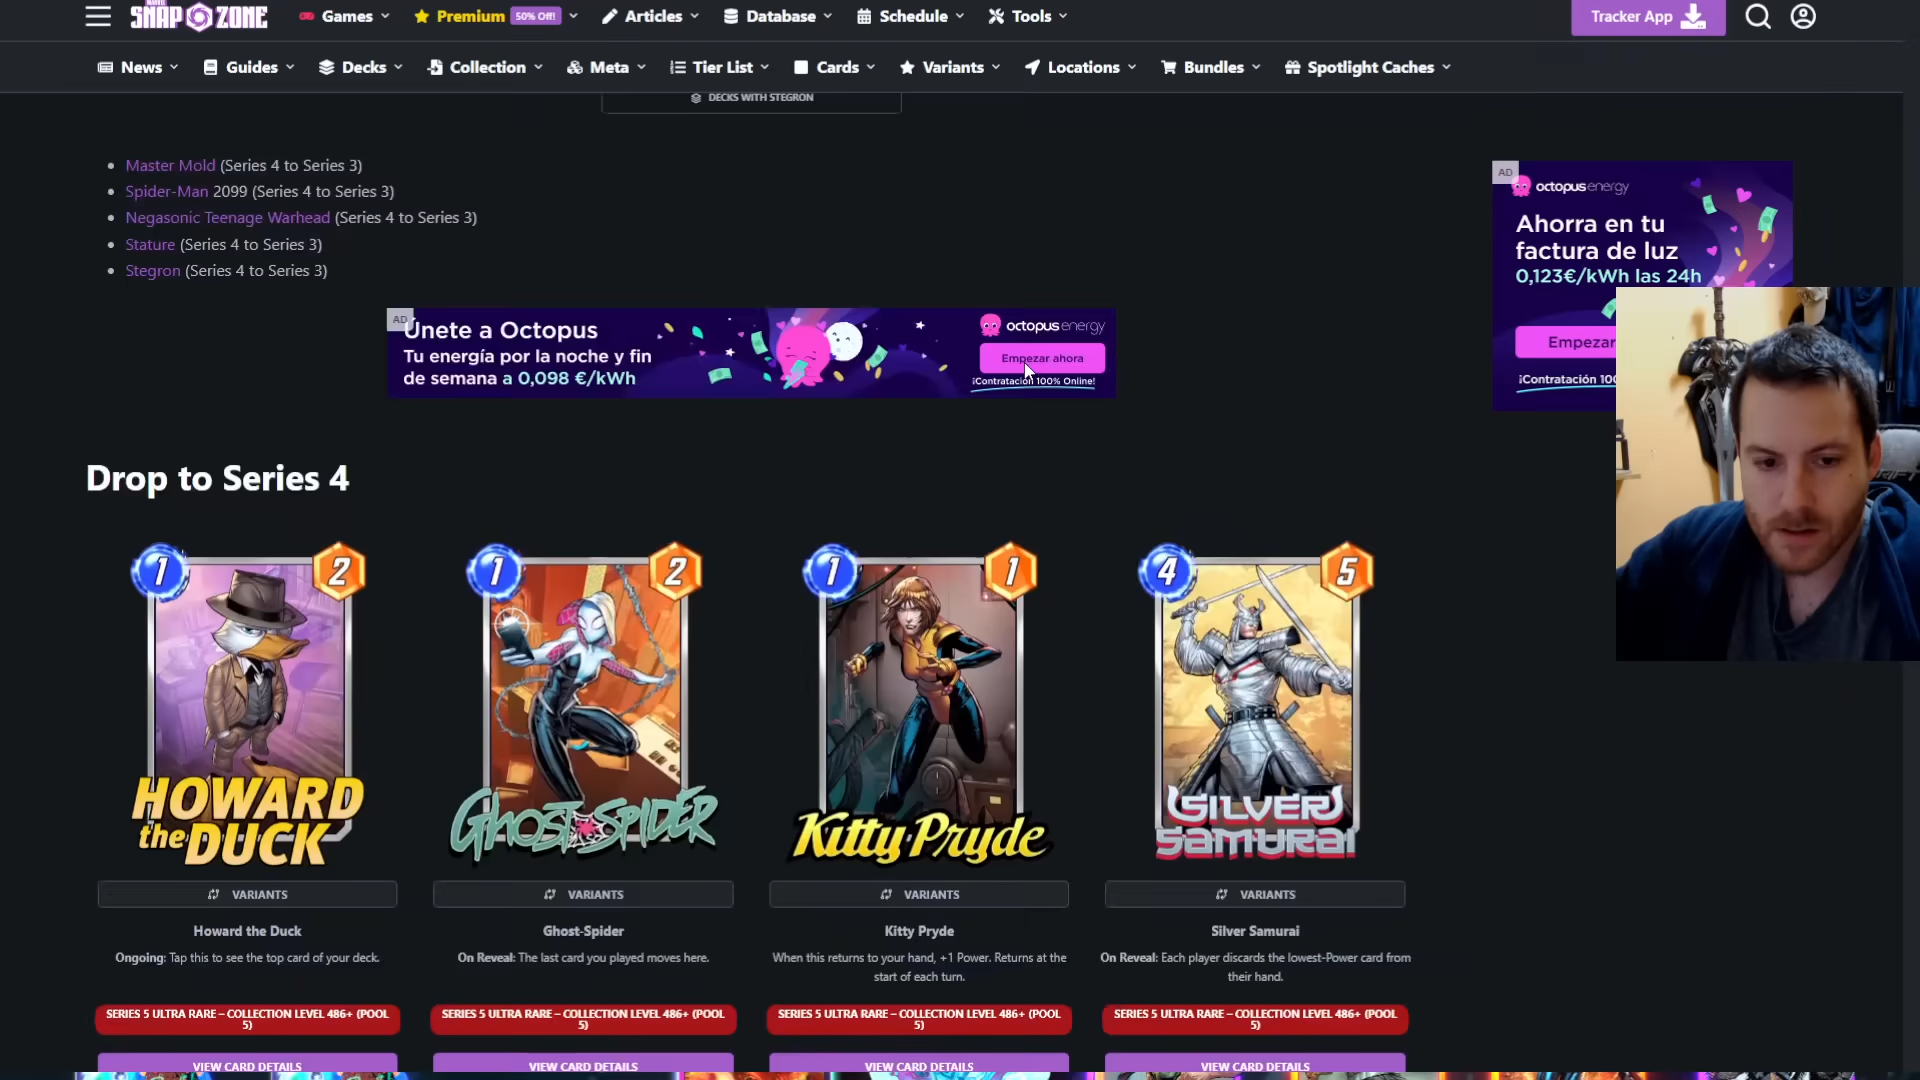 MARVEL
SNAP ZONE
Games
Premium 50% Off!
Articles
Database
Schedule
Tools
Tracker App
News
Guides
Decks
Collection
Meta
Tier List
Cards
Variants
Locations
Bundles
Spotlight Caches
DECKS WITH STEGRON
Master Mold (Series 4 to Series 3)
Spider-Man 2099 (Series 4 to Series 3)
Negasonic Teenage Warhead (Series 4 to Series 3)
Stature (Series 4 to Series 3)
Stegron (Series 4 to Series 3)
AD
octopusenergy
Ahorra en tu
factura de luz
0,123€/kWh las 24h
Empezar
¡Contratación 100
AD
Únete a Octopus
Tu energía por la noche y fin
de semana a 0,098 €/kWh
octopusenergy
Empezar ahora
¡Contratación 100% Online!
Drop to Series 4
1 2
HOWARD
the DUCK
1 2
GHOST-SPIDER
1 1
Kitty Pryde
4 5
SILVER
SAMURAI
VARIANTS
VARIANTS
VARIANTS
VARIANTS
Howard the Duck
Ongoing: Tap this to see the top card of your deck.
Ghost-Spider
On Reveal: The last card you played moves here.
Kitty Pryde
When this returns to your hand, +1 Power. Returns at the
start of each turn.
Silver Samurai
On Reveal: Each player discards the lowest-Power card from
their hand.
SERIES 5 ULTRA RARE – COLLECTION LEVEL 486+ (POOL
5)
SERIES 5 ULTRA RARE – COLLECTION LEVEL 486+ (POOL
5)
SERIES 5 ULTRA RARE – COLLECTION LEVEL 486+ (POOL
5)
SERIES 5 ULTRA RARE – COLLECTION LEVEL 486+ (POOL
5)
VIEW CARD DETAILS
VIEW CARD DETAILS
VIEW CARD DETAILS
VIEW CARD DETAILS